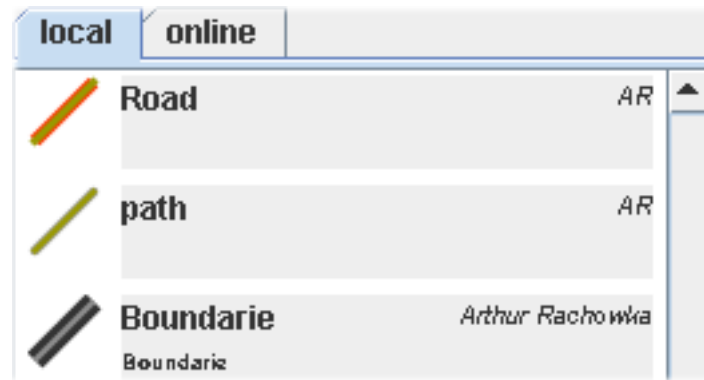 local online
Road AR
path AR
Boundarie Arthur Rachowka
Boundarie